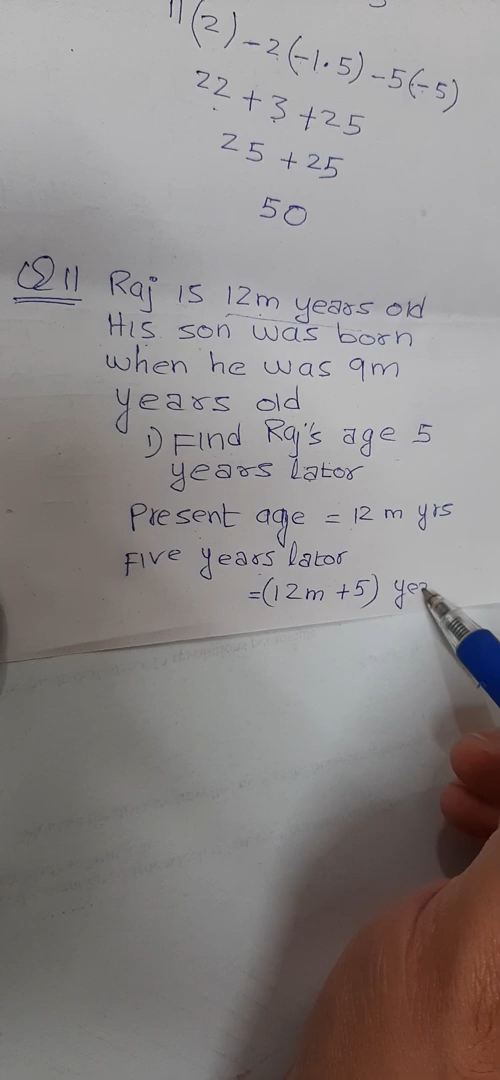 11(2) - 2(-1.5) - 5(-5)
22 + 3 + 25
25 + 25
50
Q11 Raj is 12m years old
His son was born
when he was 9m
years old
1) Find Raj's age 5
years lator
Present age = 12 m yrs
Five years lator
=(12m + 5) yea